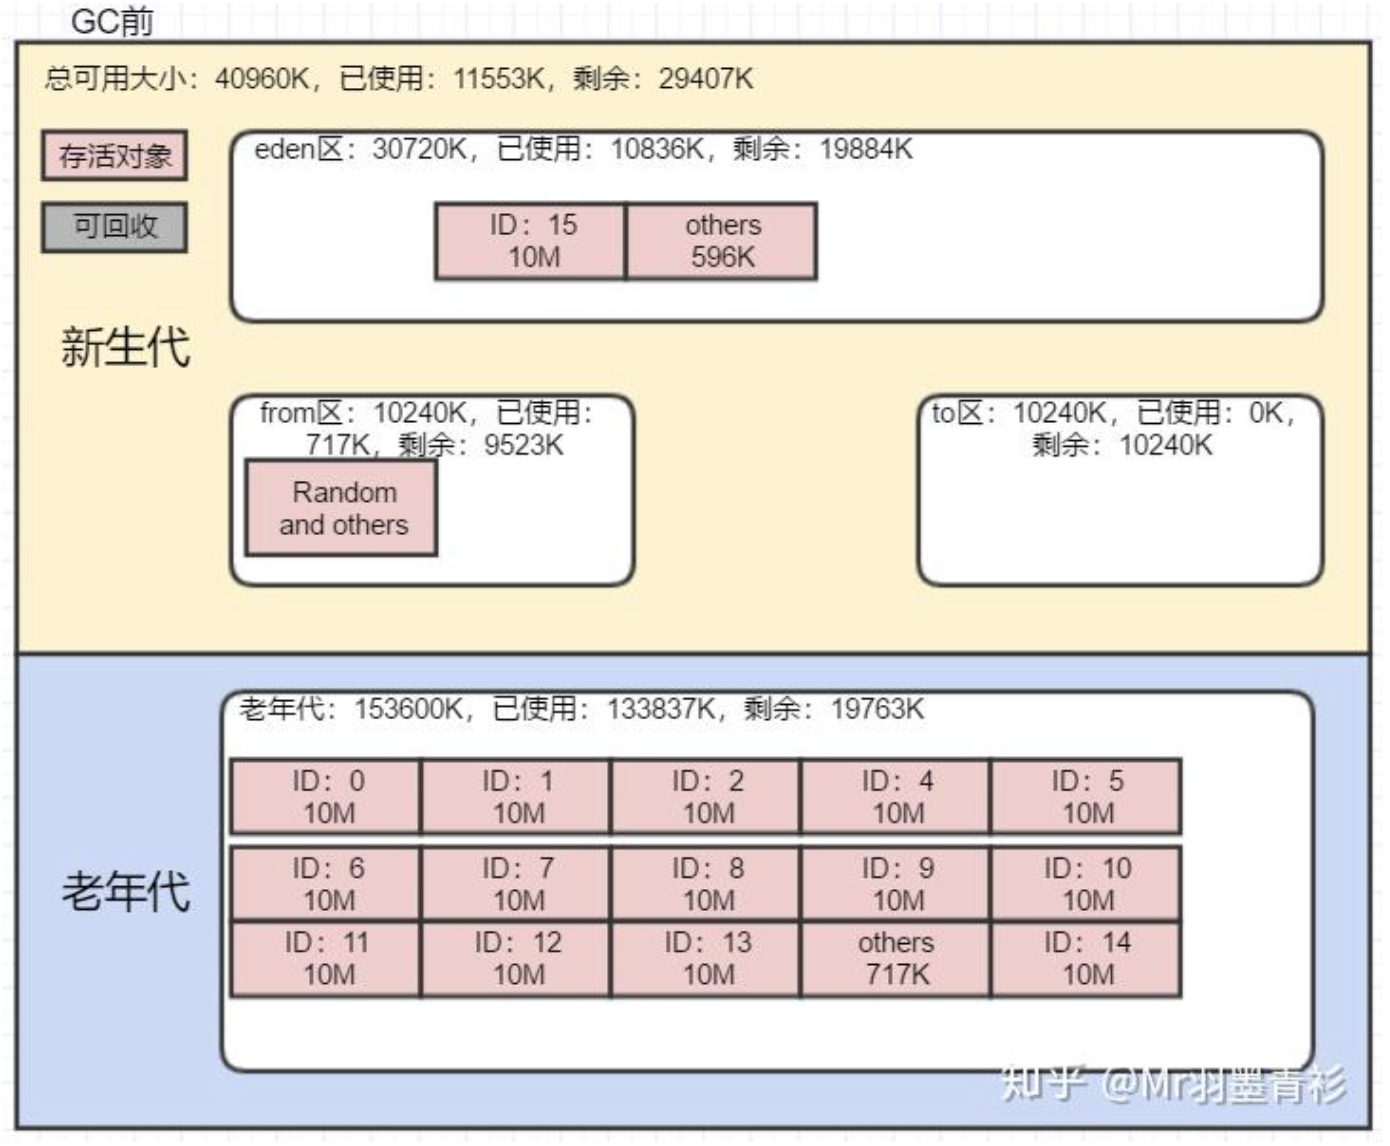 GC前
总可用大小：40960K，已使用：11553K，剩余：29407K
存活对象
可回收
新生代
eden区：30720K，已使用：10836K，剩余：19884K
ID：15
10M
others
596K
from区：10240K，已使用：
717K，剩余：9523K
Random
and others
to区：10240K，已使用：0K，
剩余：10240K
老年代
老年代：153600K，已使用：133837K，剩余：19763K
ID：0
10M
ID：1
10M
ID：2
10M
ID：4
10M
ID：5
10M
ID：6
10M
ID：7
10M
ID：8
10M
ID：9
10M
ID：10
10M
ID：11
10M
ID：12
10M
ID：13
10M
others
717K
ID：14
10M
知乎 @Mr羽墨青衫